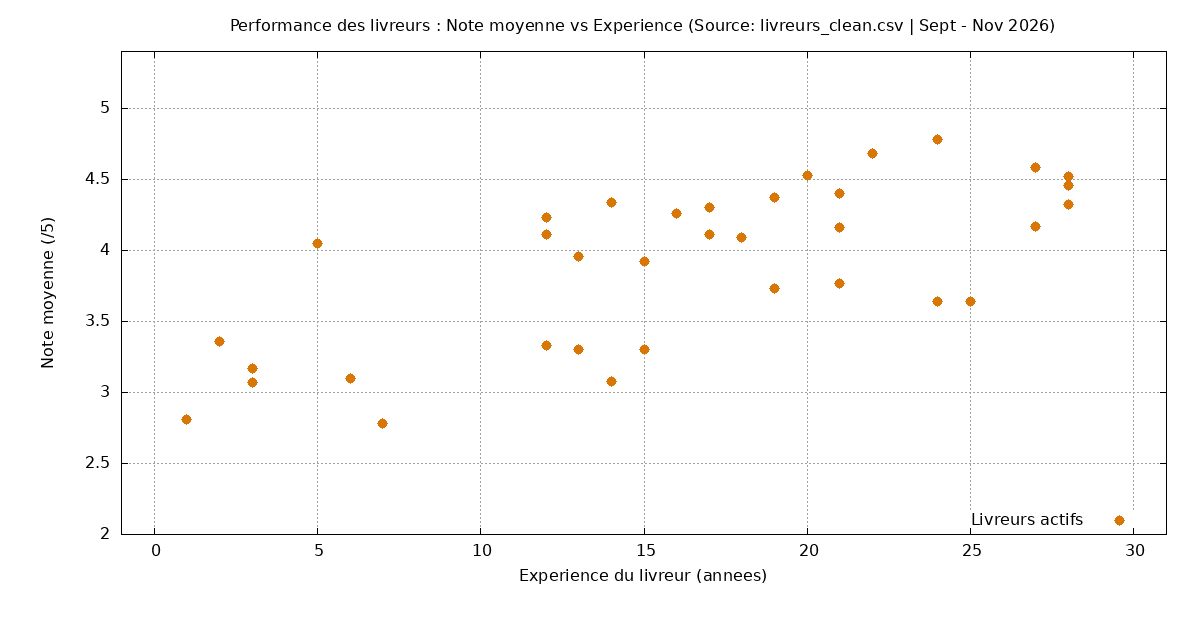 Performance des livreurs : Note moyenne vs Experience (Source: livreurs_clean.csv | Sept - Nov 2026)
5
4.5
4
3.5
3
2.5
2
Note moyenne (/5)
Livreurs actifs
0 5 10 15 20 25 30
Experience du livreur (annees)